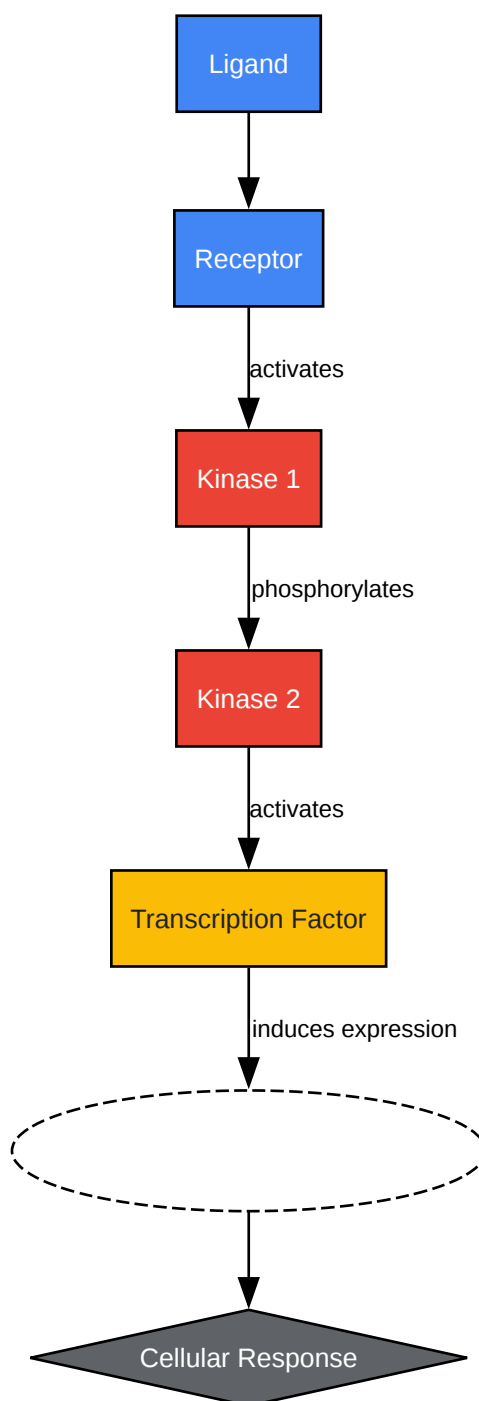 Ligand
Receptor
activates
Kinase 1
phosphorylates
Kinase 2
activates
Transcription Factor
induces expression
Cellular Response